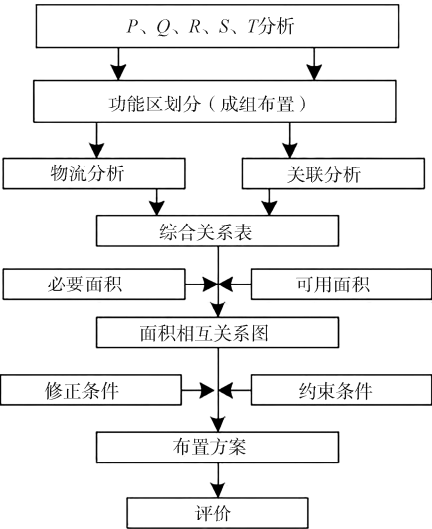 P、Q、R、S、T分析
功能区划分（成组布置）
物流分析
关联分析
综合关系表
必要面积
可用面积
面积相互关系图
修正条件
约束条件
布置方案
评价